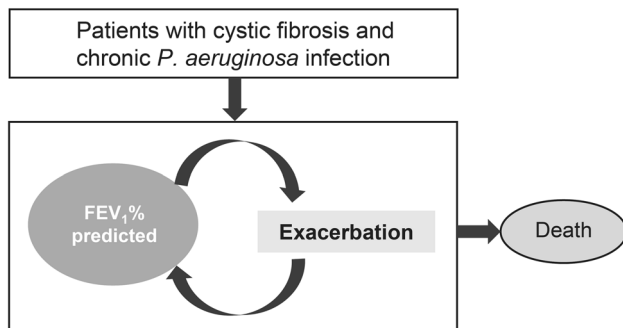 Patients with cystic fibrosis and
chronic P. aeruginosa infection
FEV₁%
predicted
Exacerbation
Death